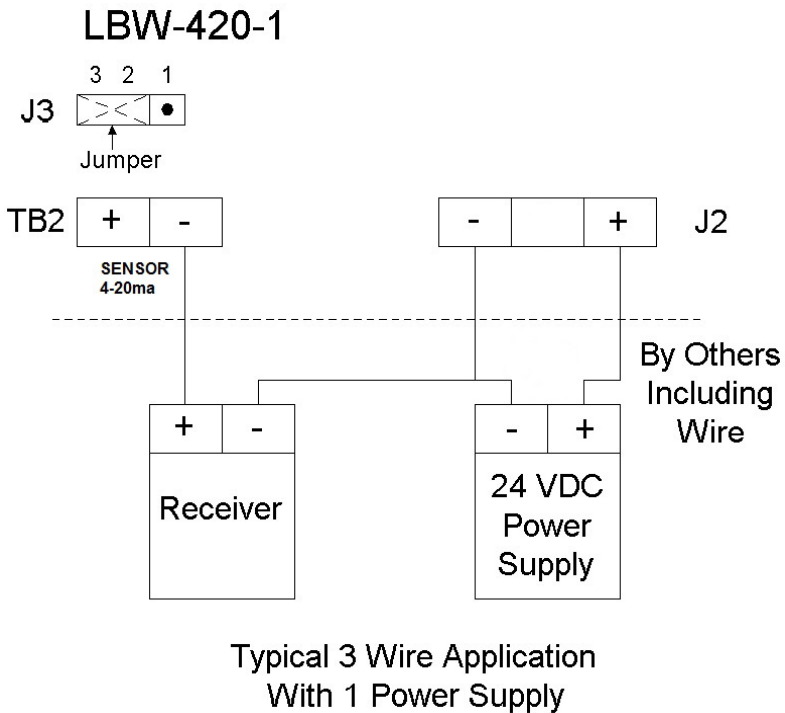 LBW-420-1
3 2 1
J3
Jumper
TB2 + - - + J2
SENSOR
4-20ma
By Others
Including
Wire
+ - - +
Receiver
24 VDC
Power
Supply
Typical 3 Wire Application
With 1 Power Supply